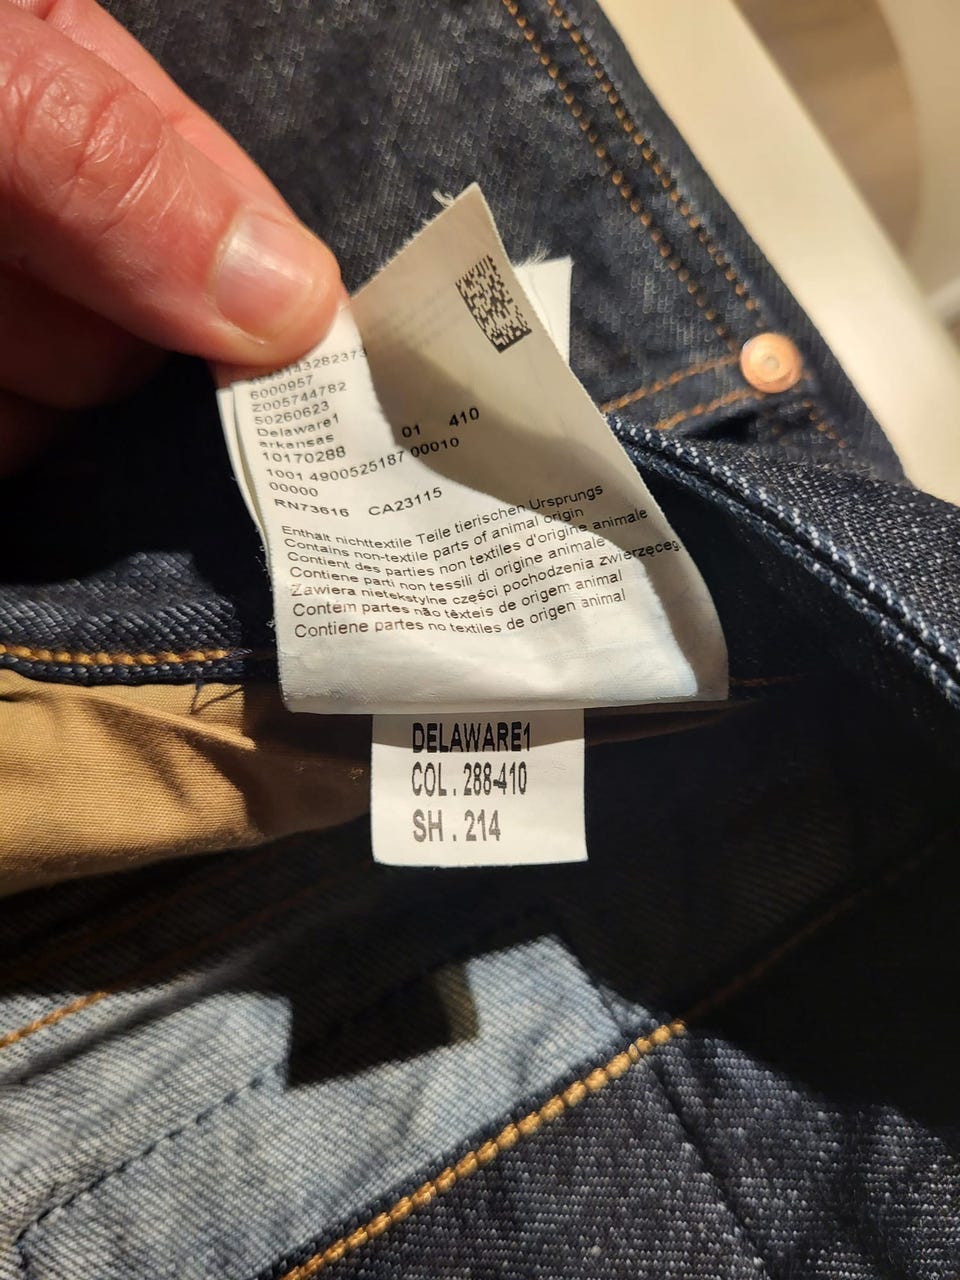 6000957
Z005744782
50260623
Delaware1
arkansas 01 410
10170288
1001 4900525187 00010
00000
RN73616 CA23115
Enthält nichttextile Teile tierischen Ursprungs
Contains non-textile parts of animal origin
Contient des parties non textiles d'origine animale
Contiene parti non tessili di origine animale
Zawiera nietekstylne części pochodzenia zwierzęceg.
Contém partes não têxteis de origem animal
Contiene partes no textiles de origen animal
DELAWARE1
COL. 288-410
SH. 214